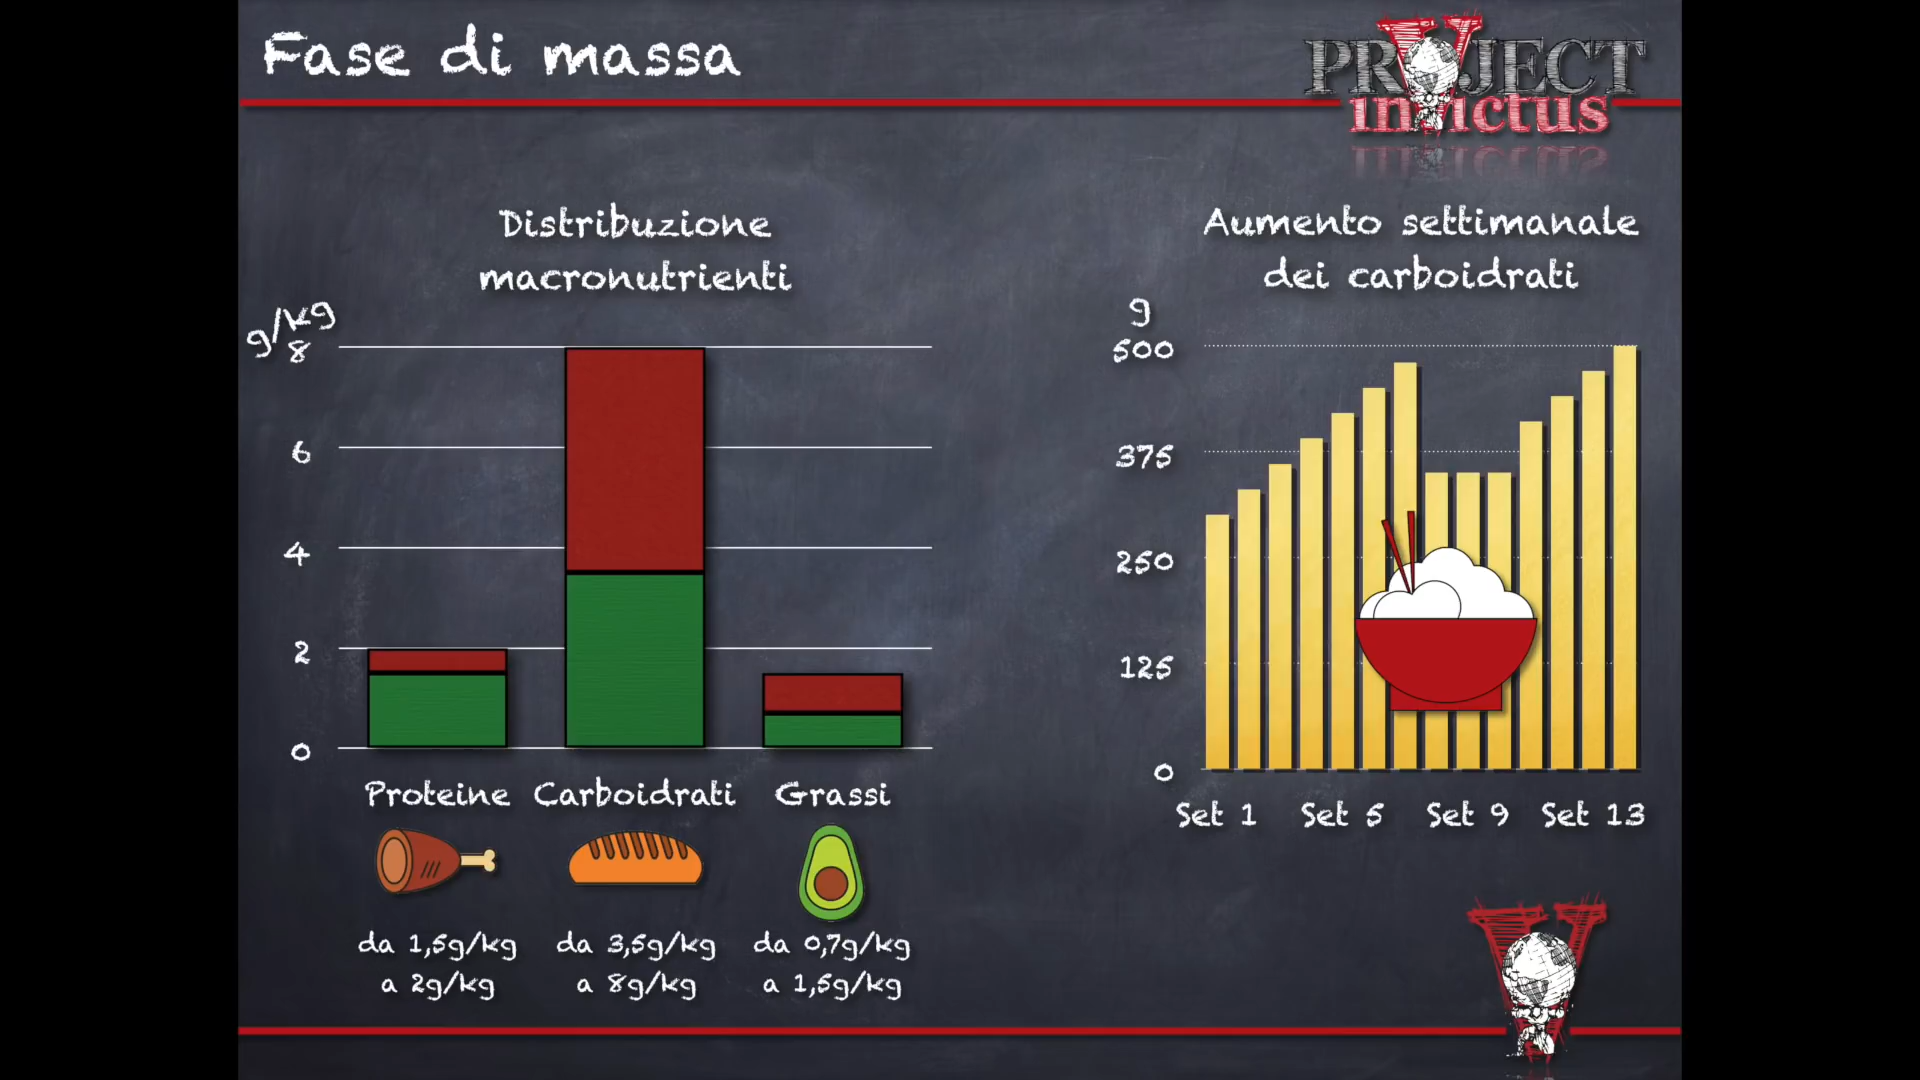 Fase di massa
PROJECT
invictus
Distribuzione
macronutrienti
g/kg
8
6
4
2
0
Proteine
Carboidrati
Grassi
da 1,5g/kg
a 2g/kg
da 3,5g/kg
a 8g/kg
da 0,7g/kg
a 1,5g/kg
Aumento settimanale
dei carboidrati
g
500
375
250
125
0
Set 1
Set 5
Set 9
Set 13